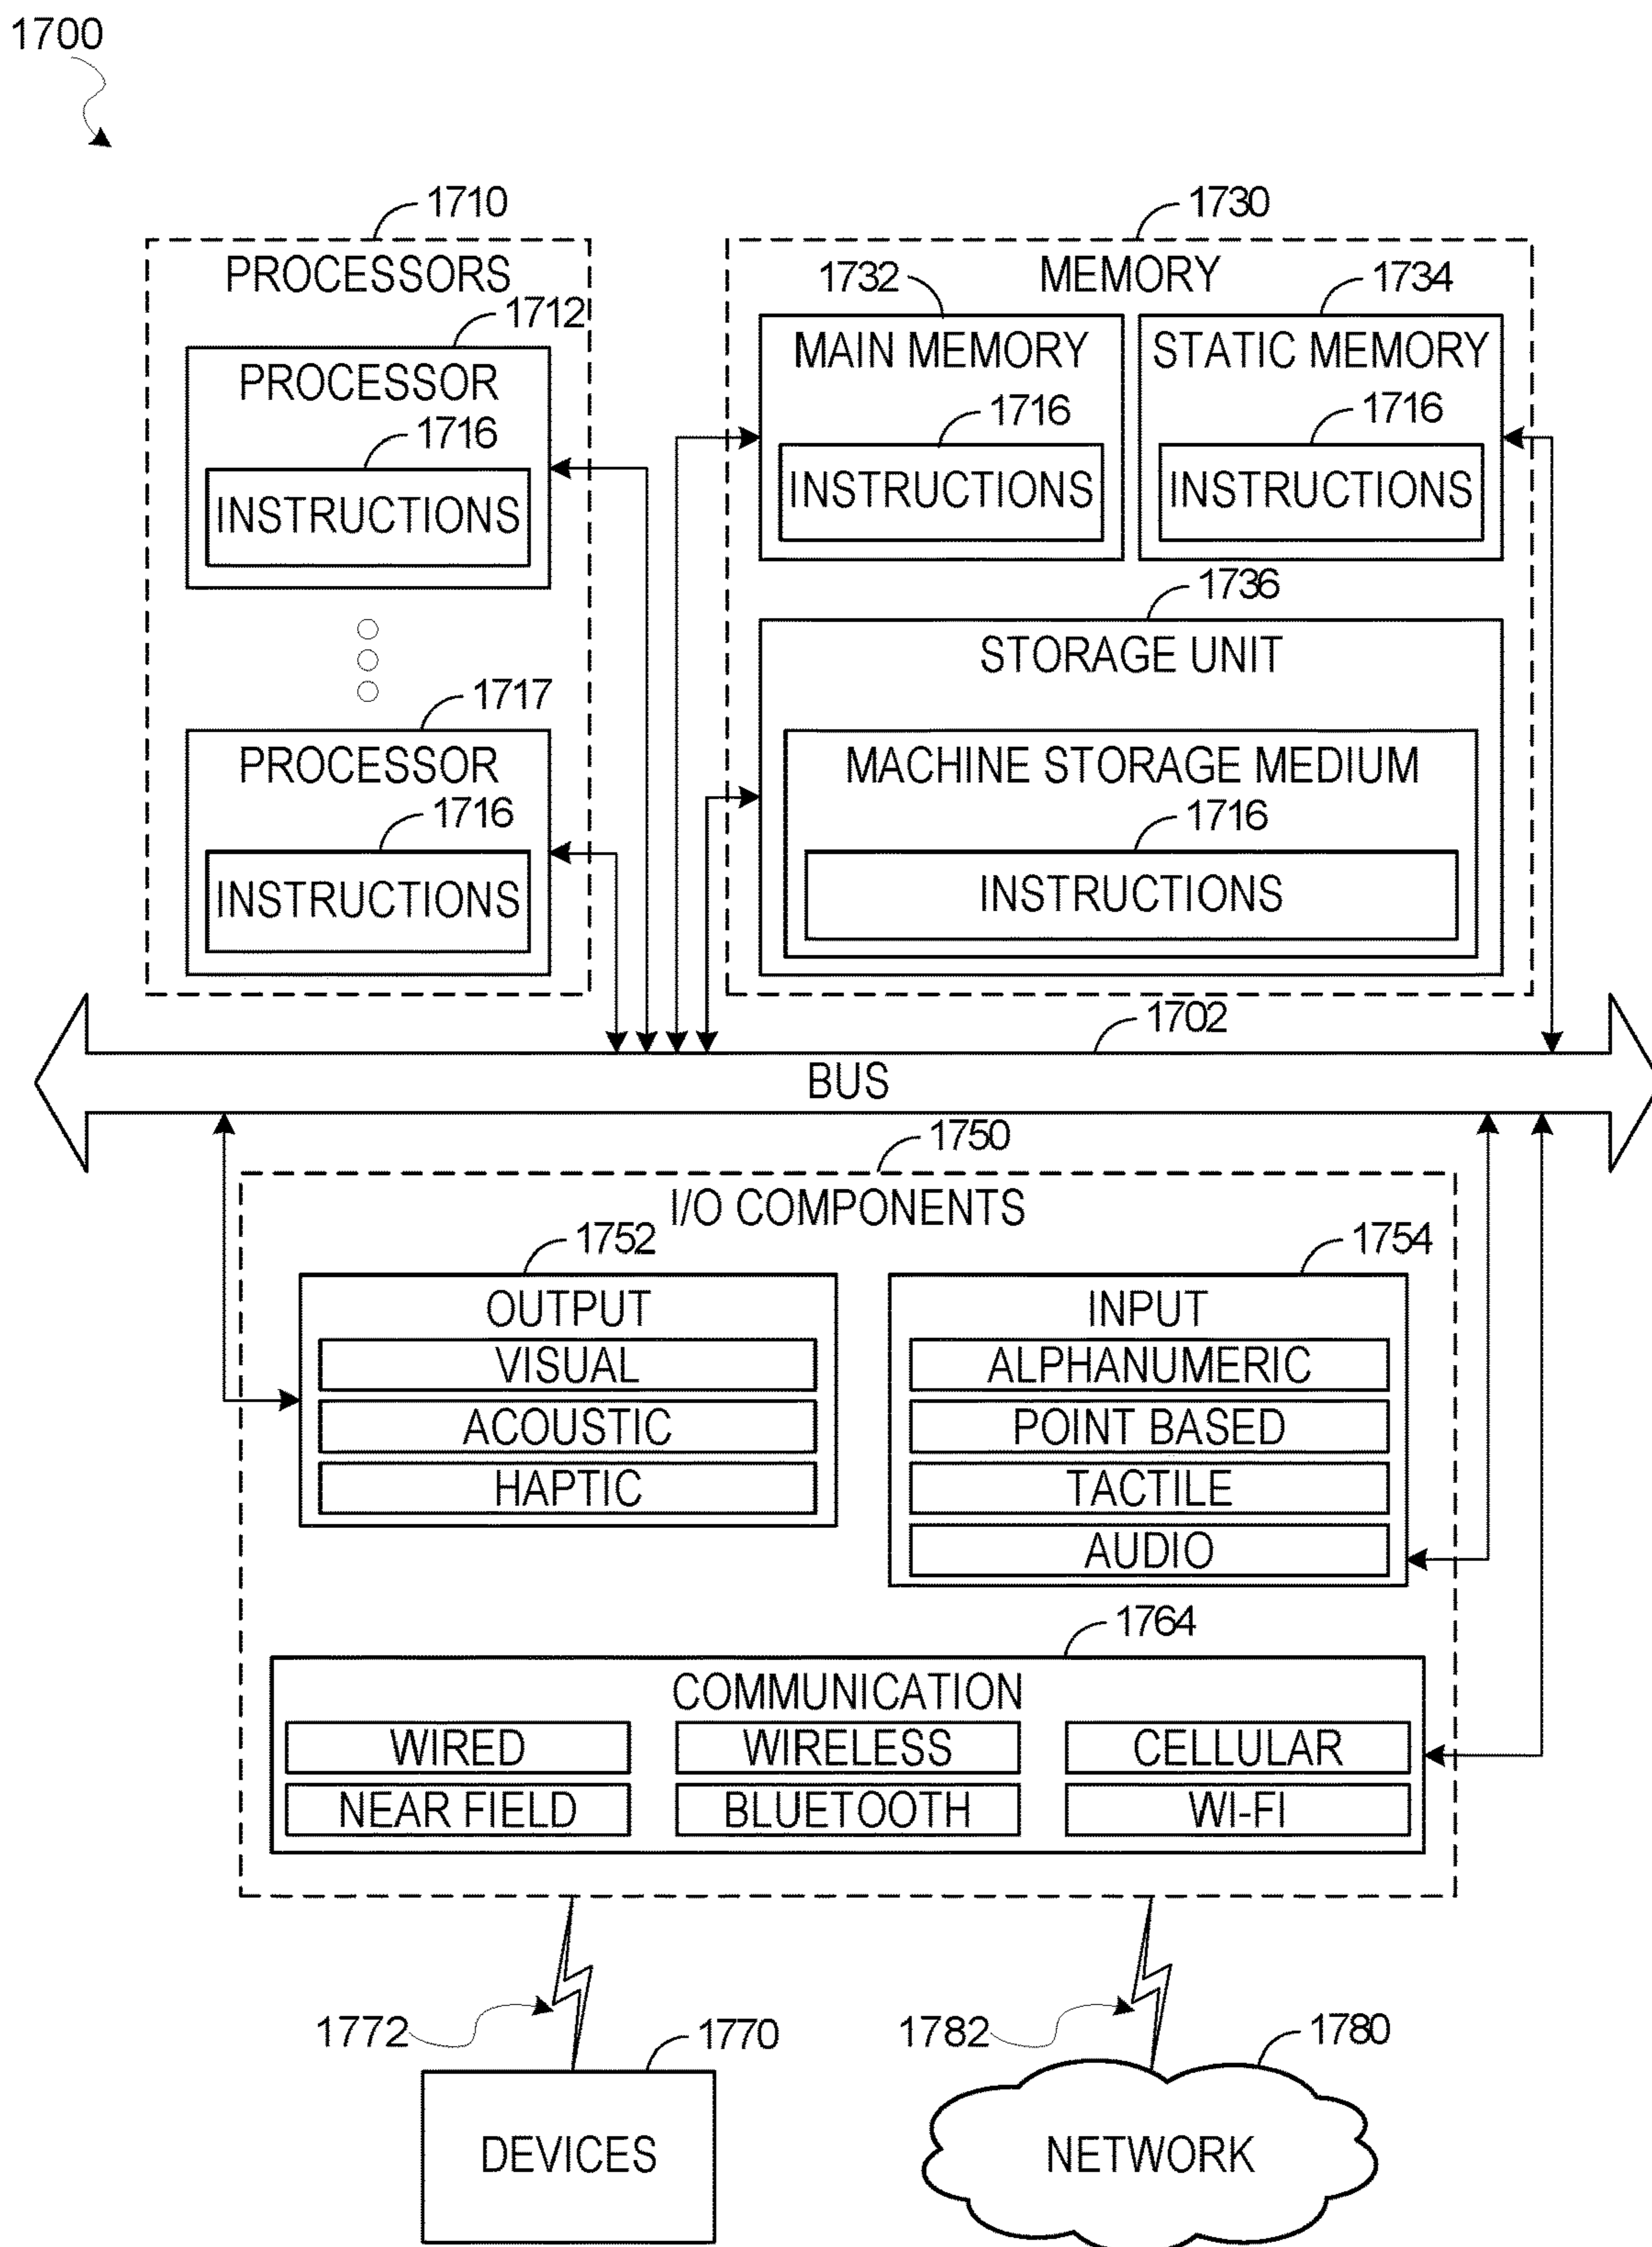 1700
1710
PROCESSORS
1712
PROCESSOR
1716
INSTRUCTIONS
1717
PROCESSOR
1716
INSTRUCTIONS
1730
MEMORY
1732
MAIN MEMORY
1716
INSTRUCTIONS
1734
STATIC MEMORY
1716
INSTRUCTIONS
1736
STORAGE UNIT
MACHINE STORAGE MEDIUM
1716
INSTRUCTIONS
1702
BUS
1750
I/O COMPONENTS
1752
OUTPUT
VISUAL
ACOUSTIC
HAPTIC
1754
INPUT
ALPHANUMERIC
POINT BASED
TACTILE
AUDIO
1764
COMMUNICATION
WIRED
WIRELESS
CELLULAR
NEAR FIELD
BLUETOOTH
WI-FI
1772
1770
DEVICES
1782
1780
NETWORK